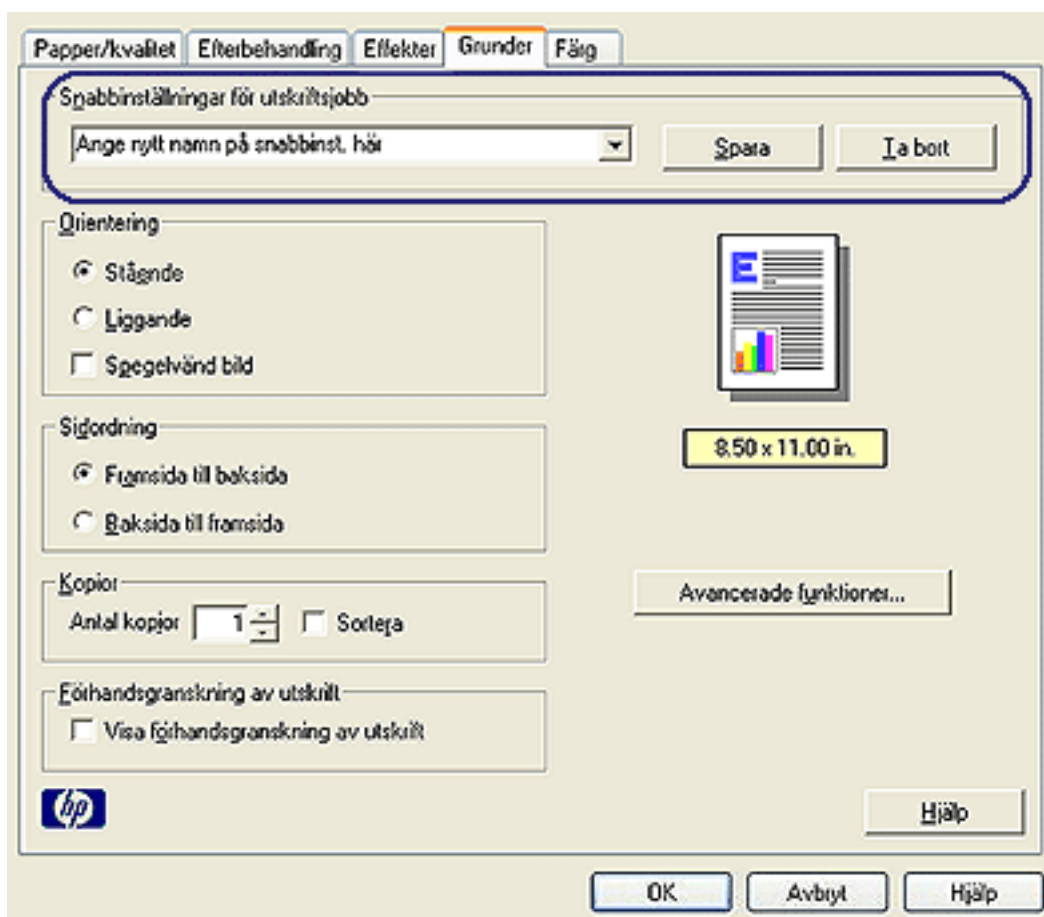 Papper/kvalitet Efterbehandling Effekter Grunder Färg
Snabbinställningar för utskriftsjobb
Ange nytt namn på snabbinst. här Spara Ta bort
Orientering
Stående
Liggande
Spegelvänd bild
E
8.50 x 11.00 in.
Sidordning
Framsida till baksida
Baksida till framsida
Kopior
Antal kopior 1 Sortera
Avancerade funktioner...
Förhandsgranskning av utskrift
Visa förhandsgranskning av utskrift
hp
Hjälp
OK Avbryt Hjälp